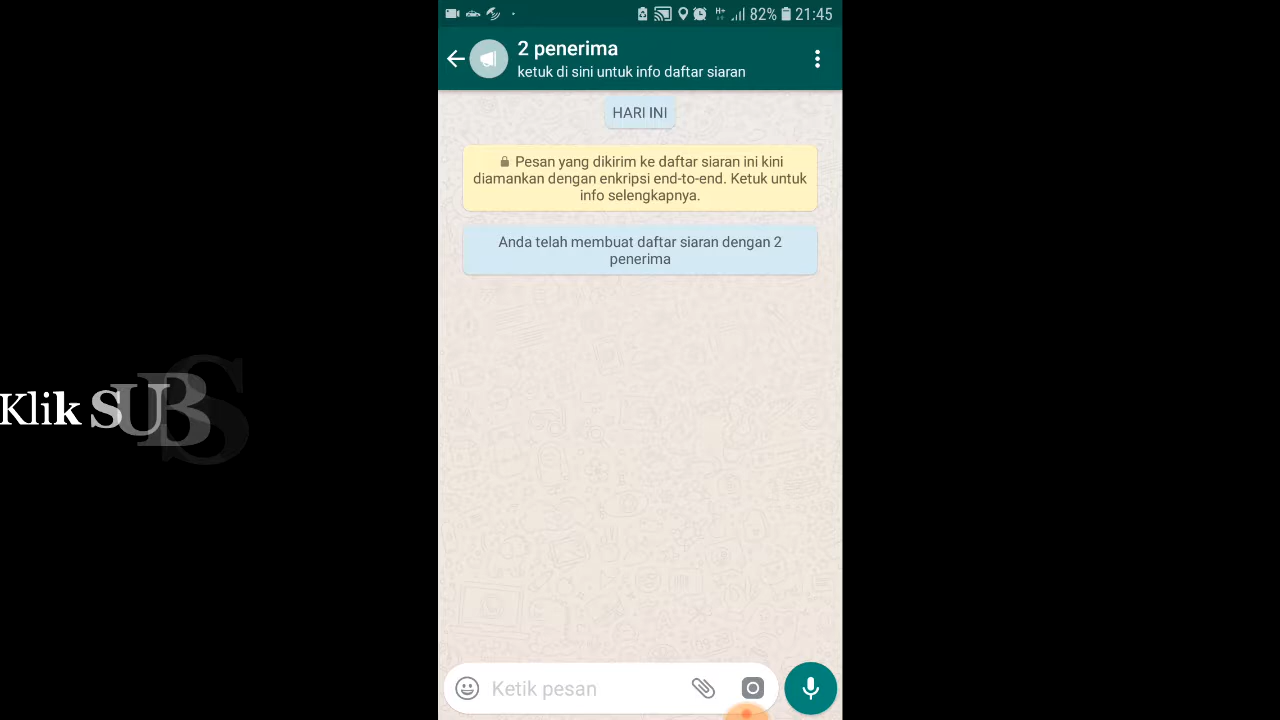 H+ 82% 21:45
2 penerima
ketuk di sini untuk info daftar siaran
HARI INI
Pesan yang dikirim ke daftar siaran ini kini
diamankan dengan enkripsi end-to-end. Ketuk untuk
info selengkapnya.
Anda telah membuat daftar siaran dengan 2
penerima
Klik SUBS
Ketik pesan